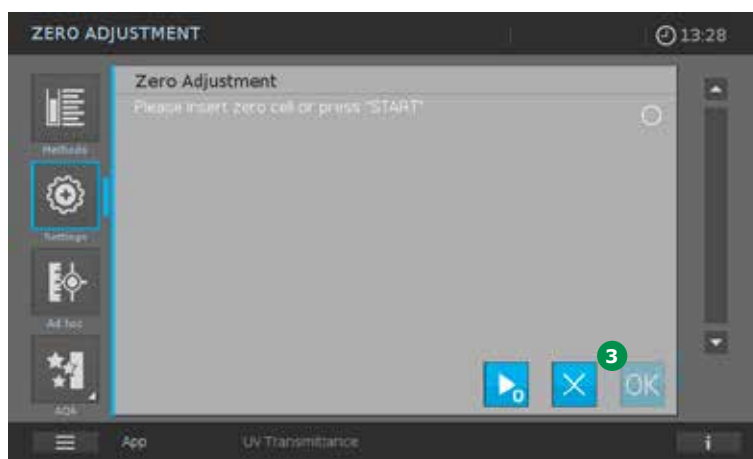 ZERO ADJUSTMENT
13:28
Zero Adjustment
Please insert zero cell or press "START"
Methods
Settings
Ad hoc
AQA
0
3
OK
App
UV Transmittance
i